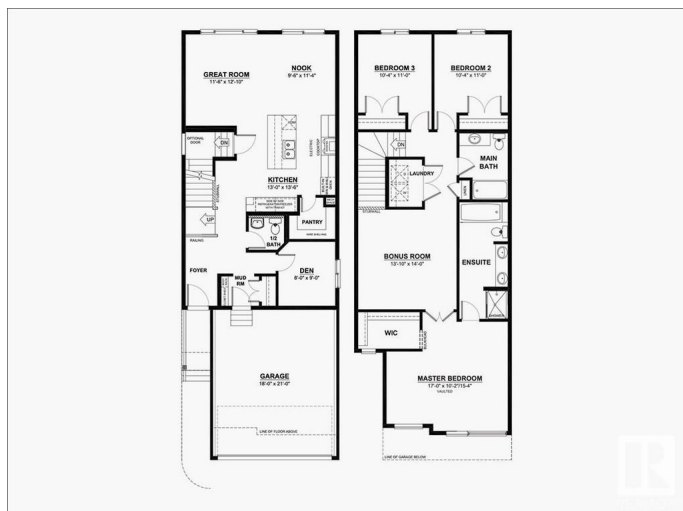 GREAT ROOM
11'-6" x 12'-10"
NOOK
9'-6" x 11'-4"
OPTIONAL
DOOR
DN
KITCHEN
13'-0" x 13'-6"
PANTRY
UP
RAILING
1/2
BATH
DEN
8'-0" x 9'-0"
FOYER
MUD
RM
GARAGE
18'-0" x 21'-0"
LINE OF FLOOR ABOVE
BEDROOM 3
10'-4" x 11'-0"
BEDROOM 2
10'-4" x 11'-0"
DN
LAUNDRY
MAIN
BATH
LINEN
BONUS ROOM
13'-10" x 14'-0"
ENSUITE
SHOWER
WIC
MASTER BEDROOM
17'-0" x 10'-2"/15'-4"
VAULTED
LINE OF GARAGE BELOW